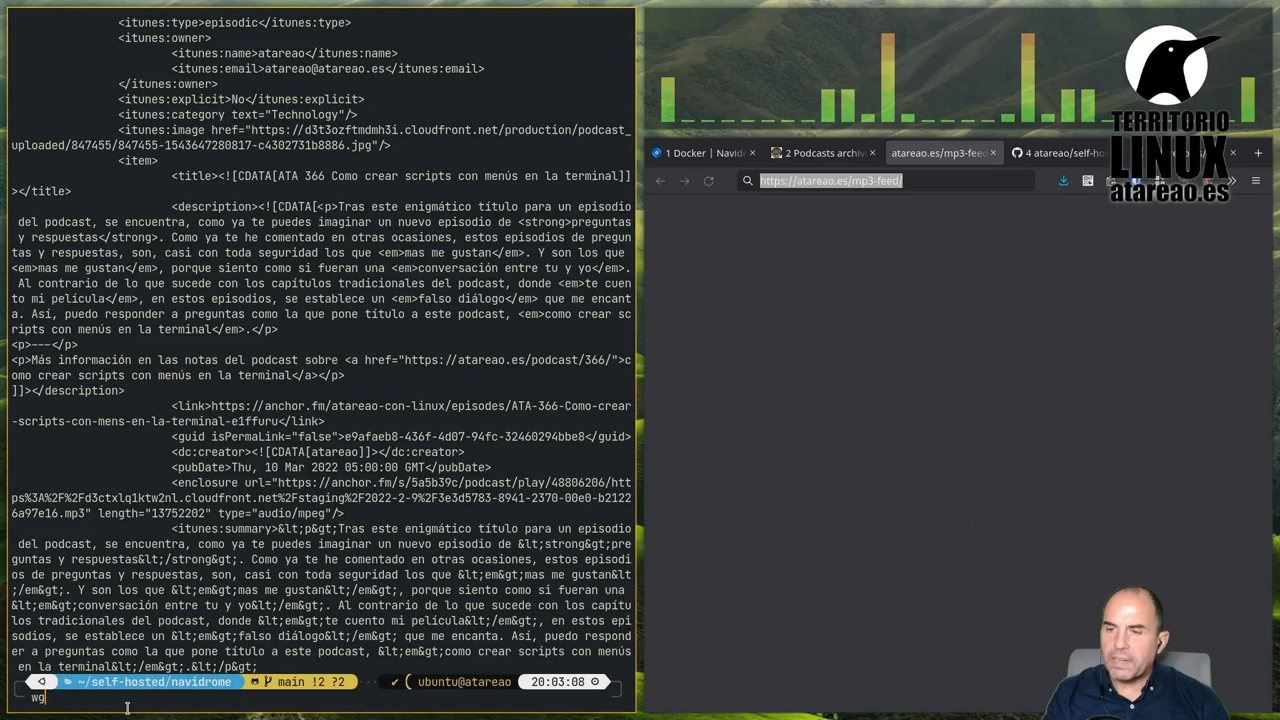 <itunes:type>episodic</itunes:type>
<itunes:owner>
<itunes:name>atareao</itunes:name>
<itunes:email>atareao@atareao.es</itunes:email>
</itunes:owner>
<itunes:explicit>No</itunes:explicit>
<itunes:category text="Technology"/>
<itunes:image href="https://d3t3ozftmdmh3i.cloudfront.net/production/podcast_
uploaded/847455/847455-1543647280817-c4302731b8886.jpg"/>
<item>
<title><![CDATA[ATA 366 Como crear scripts con menús en la terminal]]
></title>
<description><![CDATA[<p>Tras este enigmático título para un episodio
del podcast, se encuentra, como ya te puedes imaginar un nuevo episodio de <strong>preguntas
y respuestas</strong>. Como ya te he comentado en otras ocasiones, estos episodios de pregun
tas y respuestas, son, casi con toda seguridad los que <em>mas me gustan</em>. Y son los que
<em>mas me gustan</em>, porque siento como si fueran una <em>conversación entre tu y yo</em>.
Al contrario de lo que sucede con los capítulos tradicionales del podcast, donde <em>te cuen
to mi película</em>, en estos episodios, se establece un <em>falso diálogo</em> que me encant
a. Así, puedo responder a preguntas como la que pone título a este podcast, <em>como crear sc
ripts con menús en la terminal</em>.</p>
<p>---</p>
<p>Más información en las notas del podcast sobre <a href="https://atareao.es/podcast/366/">c
omo crear scripts con menús en la terminal</a></p>
]]></description>
<link>https://anchor.fm/atareao-con-linux/episodes/ATA-366-Como-crear
-scripts-con-mens-en-la-terminal-e1ffuru</link>
<guid isPermaLink="false">e9afaeb8-436f-4d07-94fc-32460294bbe8</guid>
<dc:creator><![CDATA[atareao]]></dc:creator>
<pubDate>Thu, 10 Mar 2022 05:00:00 GMT</pubDate>
<enclosure url="https://anchor.fm/s/5a5b39c/podcast/play/48806206/htt
ps%3A%2F%2Fd3ctxlq1ktw2nl.cloudfront.net%2Fstaging%2F2022-2-9%2F3e3d5783-8941-2370-00e0-b2122
6a97e16.mp3" length="13752202" type="audio/mpeg"/>
<itunes:summary>&lt;p&gt;Tras este enigmático título para un episodio
del podcast, se encuentra, como ya te puedes imaginar un nuevo episodio de &lt;strong&gt;pre
guntas y respuestas&lt;/strong&gt;. Como ya te he comentado en otras ocasiones, estos episodi
os de preguntas y respuestas, son, casi con toda seguridad los que &lt;em&gt;mas me gustan&lt
;/em&gt;. Y son los que &lt;em&gt;mas me gustan&lt;/em&gt;, porque siento como si fueran una
&lt;em&gt;conversación entre tu y yo&lt;/em&gt;. Al contrario de lo que sucede con los capítu
los tradicionales del podcast, donde &lt;em&gt;te cuento mi película&lt;/em&gt;, en estos epi
sodios, se establece un &lt;em&gt;falso diálogo&lt;/em&gt; que me encanta. Así, puedo respond
er a preguntas como la que pone título a este podcast, &lt;em&gt;como crear scripts con menús
en la terminal&lt;/em&gt;.&lt;/p&gt;
~/self-hosted/navidrome main !2 ?2 ··· ✔ ubuntu@atareao 20:03:08
wg
1 Docker | Navidr
2 Podcasts archiv
atareao.es/mp3-feed
4 atareao/self-ho
https://atareao.es/mp3-feed/
TERRITORIO
LINUX
atareao.es